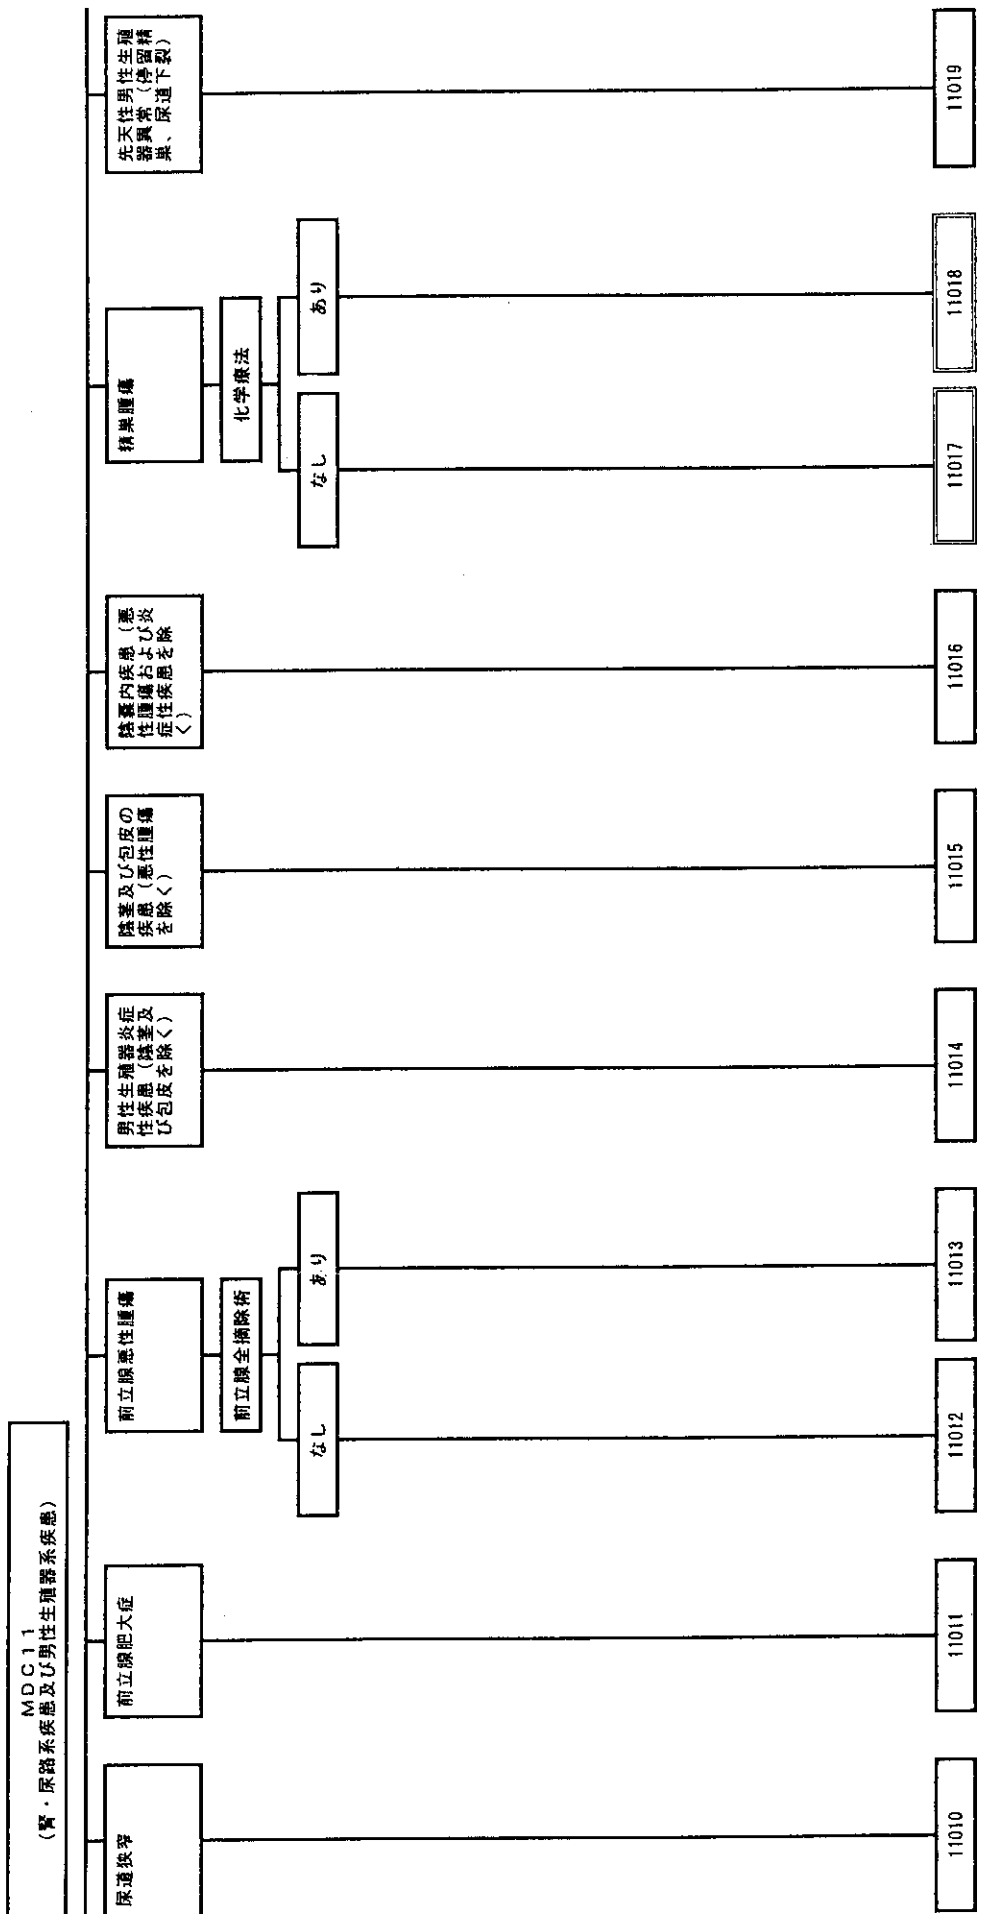 MDC11
(腎・尿路系疾患及び男性生殖器系疾患)
尿道狭窄
11010
前立腺肥大症
11011
前立腺悪性腫瘍
前立腺全摘除術
なし
11012
あり
11013
男性生殖器炎症
性疾患(陰茎及
び包皮を除く)
11014
陰茎及び包皮の
疾患(悪性腫瘍
を除く)
11015
陰嚢内疾患(悪
性腫瘍および炎
症性疾患を除
く)
11016
精巣腫瘍
化学療法
なし
11017
あり
11018
先天性男性生殖
器異常(停留精
巣、尿道下裂)
11019